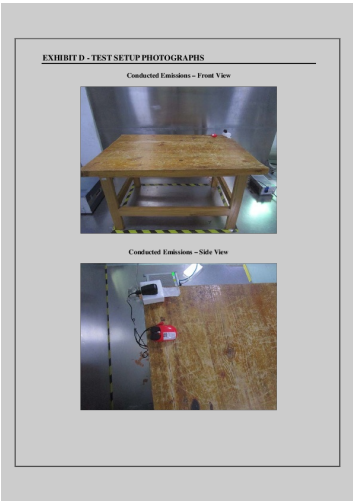 EXHIBIT D - TEST SETUP PHOTOGRAPHS
Conducted Emissions – Front View
Conducted Emissions – Side View